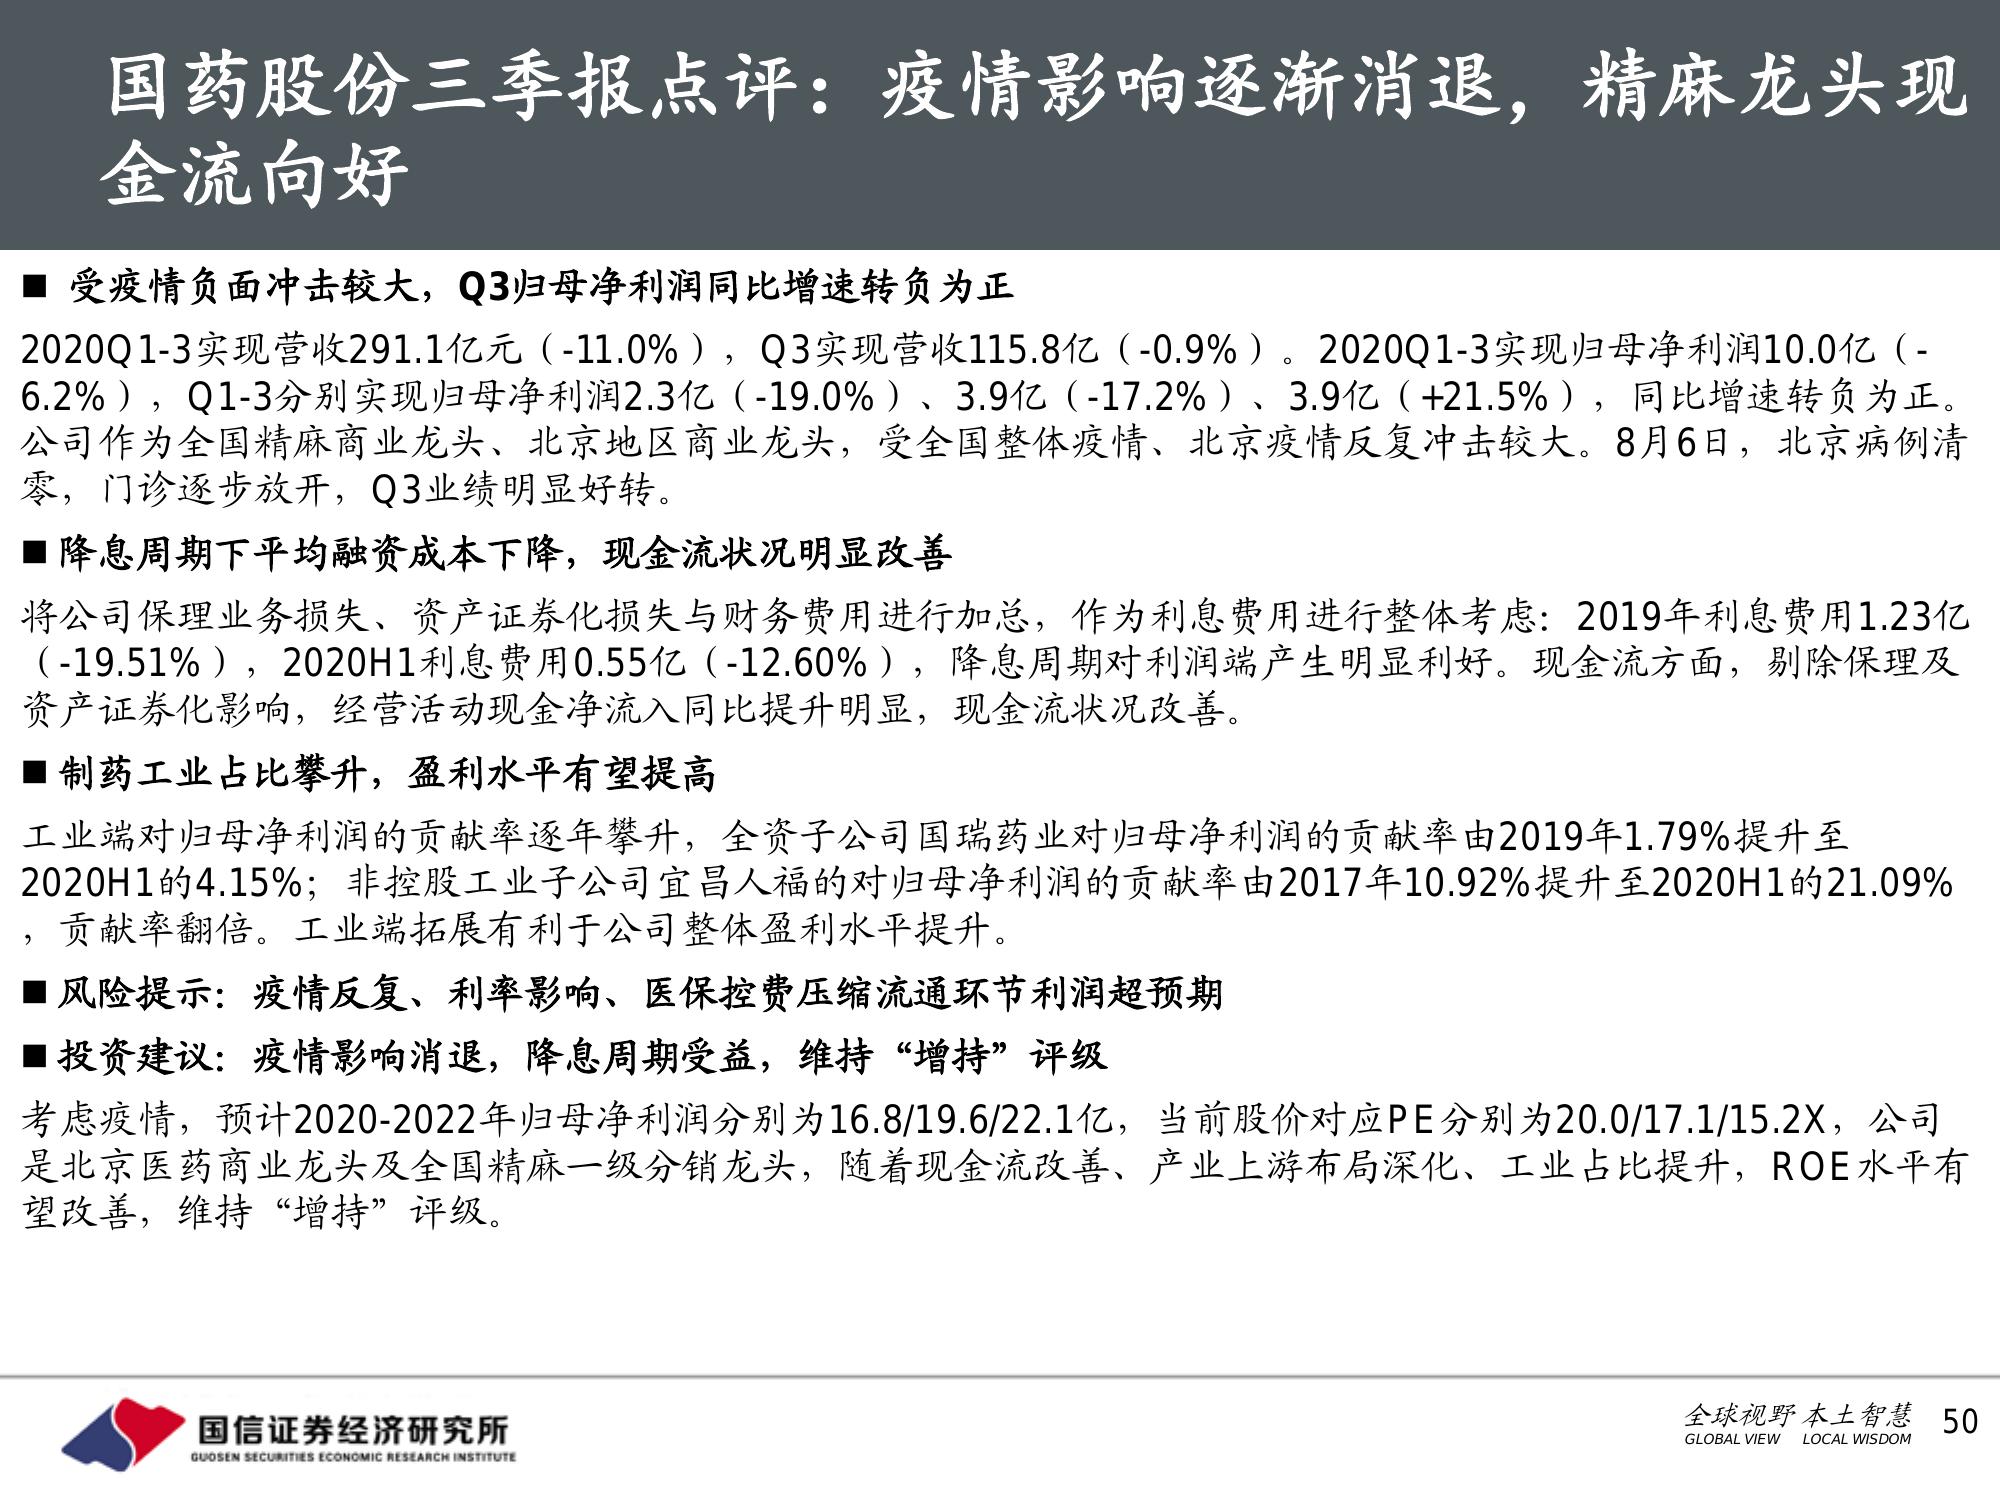 国药股份三季报点评：疫情影响逐渐消退，精麻龙头现
金流向好
■ 受疫情负面冲击较大，Q3归母净利润同比增速转负为正
2020Q1-3实现营收291.1亿元（-11.0%），Q3实现营收115.8亿（-0.9%）。2020Q1-3实现归母净利润10.0亿（-
6.2%），Q1-3分别实现归母净利润2.3亿（-19.0%）、3.9亿（-17.2%）、3.9亿（+21.5%），同比增速转负为正。
公司作为全国精麻商业龙头、北京地区商业龙头，受全国整体疫情、北京疫情反复冲击较大。8月6日，北京病例清
零，门诊逐步放开，Q3业绩明显好转。
■ 降息周期下平均融资成本下降，现金流状况明显改善
将公司保理业务损失、资产证券化损失与财务费用进行加总，作为利息费用进行整体考虑：2019年利息费用1.23亿
（-19.51%），2020H1利息费用0.55亿（-12.60%），降息周期对利润端产生明显利好。现金流方面，剔除保理及
资产证券化影响，经营活动现金净流入同比提升明显，现金流状况改善。
■ 制药工业占比攀升，盈利水平有望提高
工业端对归母净利润的贡献率逐年攀升，全资子公司国瑞药业对归母净利润的贡献率由2019年1.79%提升至
2020H1的4.15%；非控股工业子公司宜昌人福的对归母净利润的贡献率由2017年10.92%提升至2020H1的21.09%
，贡献率翻倍。工业端拓展有利于公司整体盈利水平提升。
■ 风险提示：疫情反复、利率影响、医保控费压缩流通环节利润超预期
■ 投资建议：疫情影响消退，降息周期受益，维持“增持”评级
考虑疫情，预计2020-2022年归母净利润分别为16.8/19.6/22.1亿，当前股价对应PE分别为20.0/17.1/15.2X，公司
是北京医药商业龙头及全国精麻一级分销龙头，随着现金流改善、产业上游布局深化、工业占比提升，ROE水平有
望改善，维持“增持”评级。
国信证券经济研究所
GUOSEN SECURITIES ECONOMIC RESEARCH INSTITUTE
全球视野 本土智慧
GLOBAL VIEW LOCAL WISDOM
50